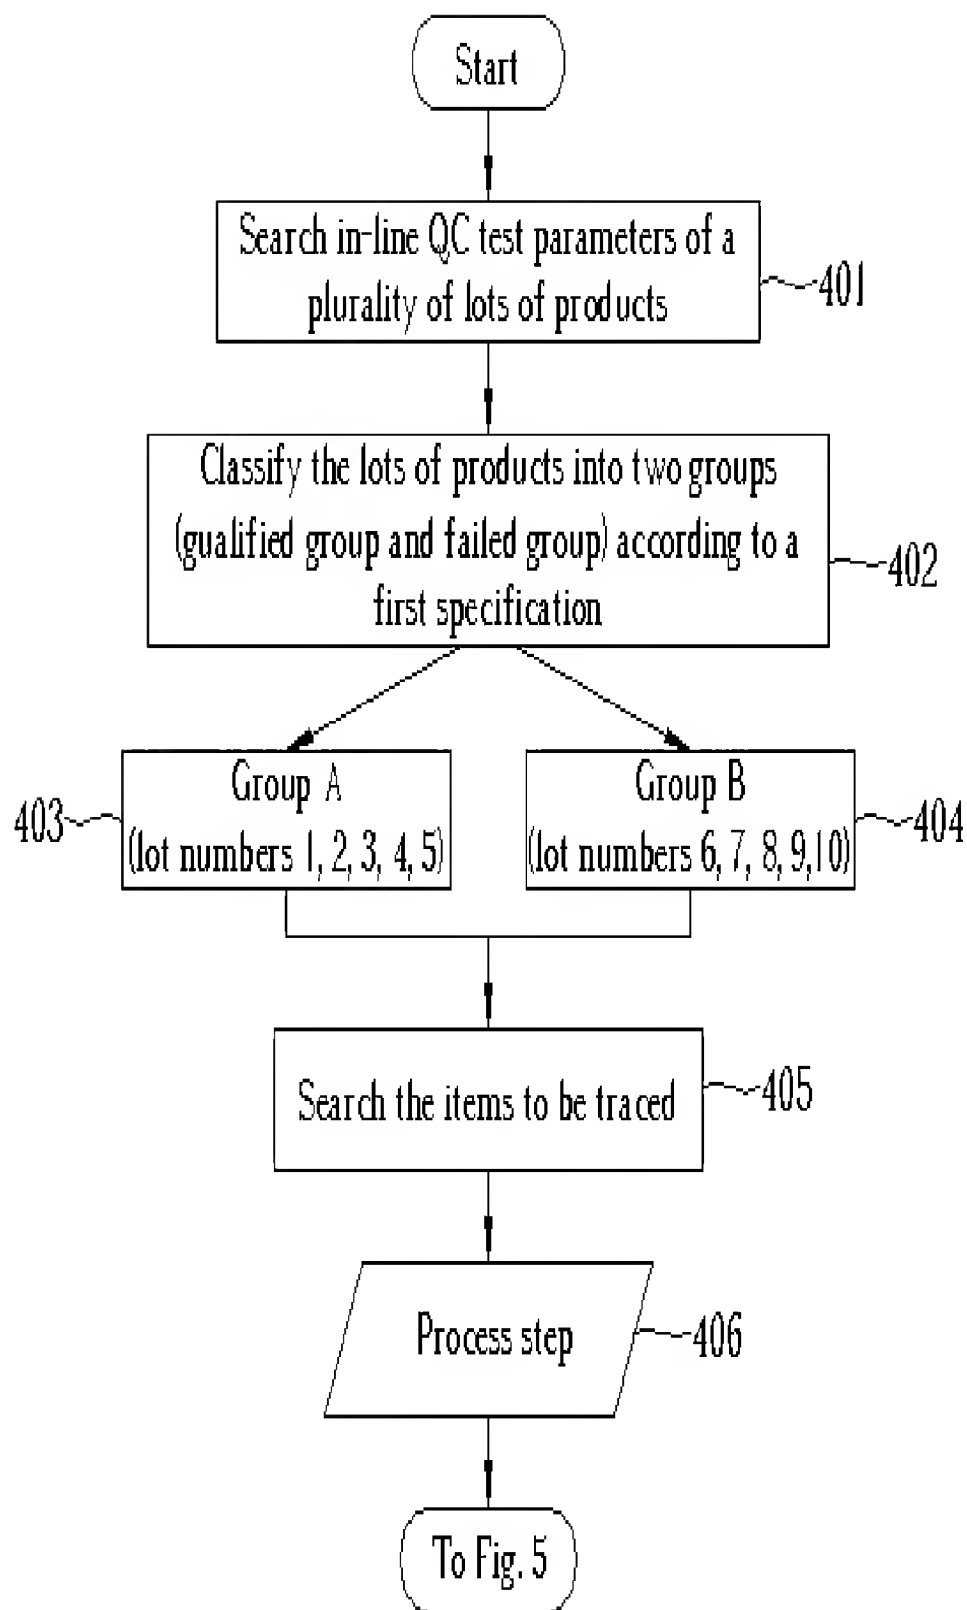 Start
Search in-line QC test parameters of a
plurality of lots of products
401
Classify the lots of products into two groups
(gualified group and failed group) according to a
first specification
402
Group A
(lot numbers 1, 2, 3, 4, 5)
403
Group B
(lot numbers 6, 7, 8, 9,10)
404
Search the items to be traced
405
Process step
406
To Fig. 5